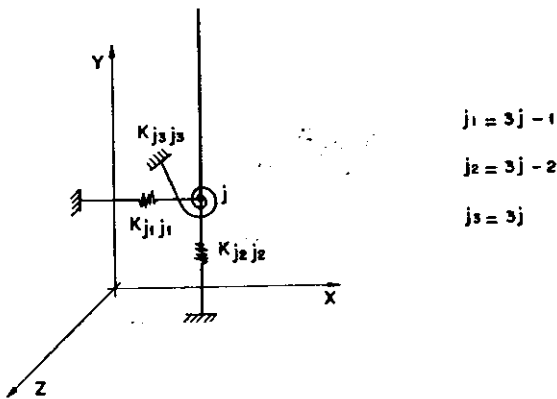 Y
K j3 j3
j
K j1 j1
K j2 j2
X
Z
j1 = 3j - 1
j2 = 3j - 2
j3 = 3j